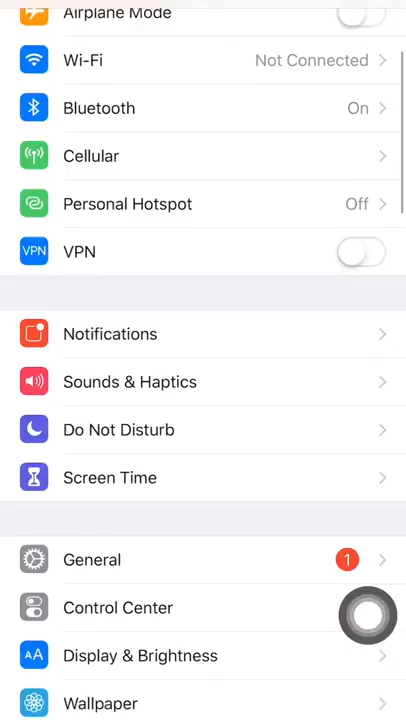 Airplane Mode
Wi-Fi Not Connected
Bluetooth On
Cellular
Personal Hotspot Off
VPN VPN
Notifications
Sounds & Haptics
Do Not Disturb
Screen Time
General 1
Control Center
AA Display & Brightness
Wallpaper